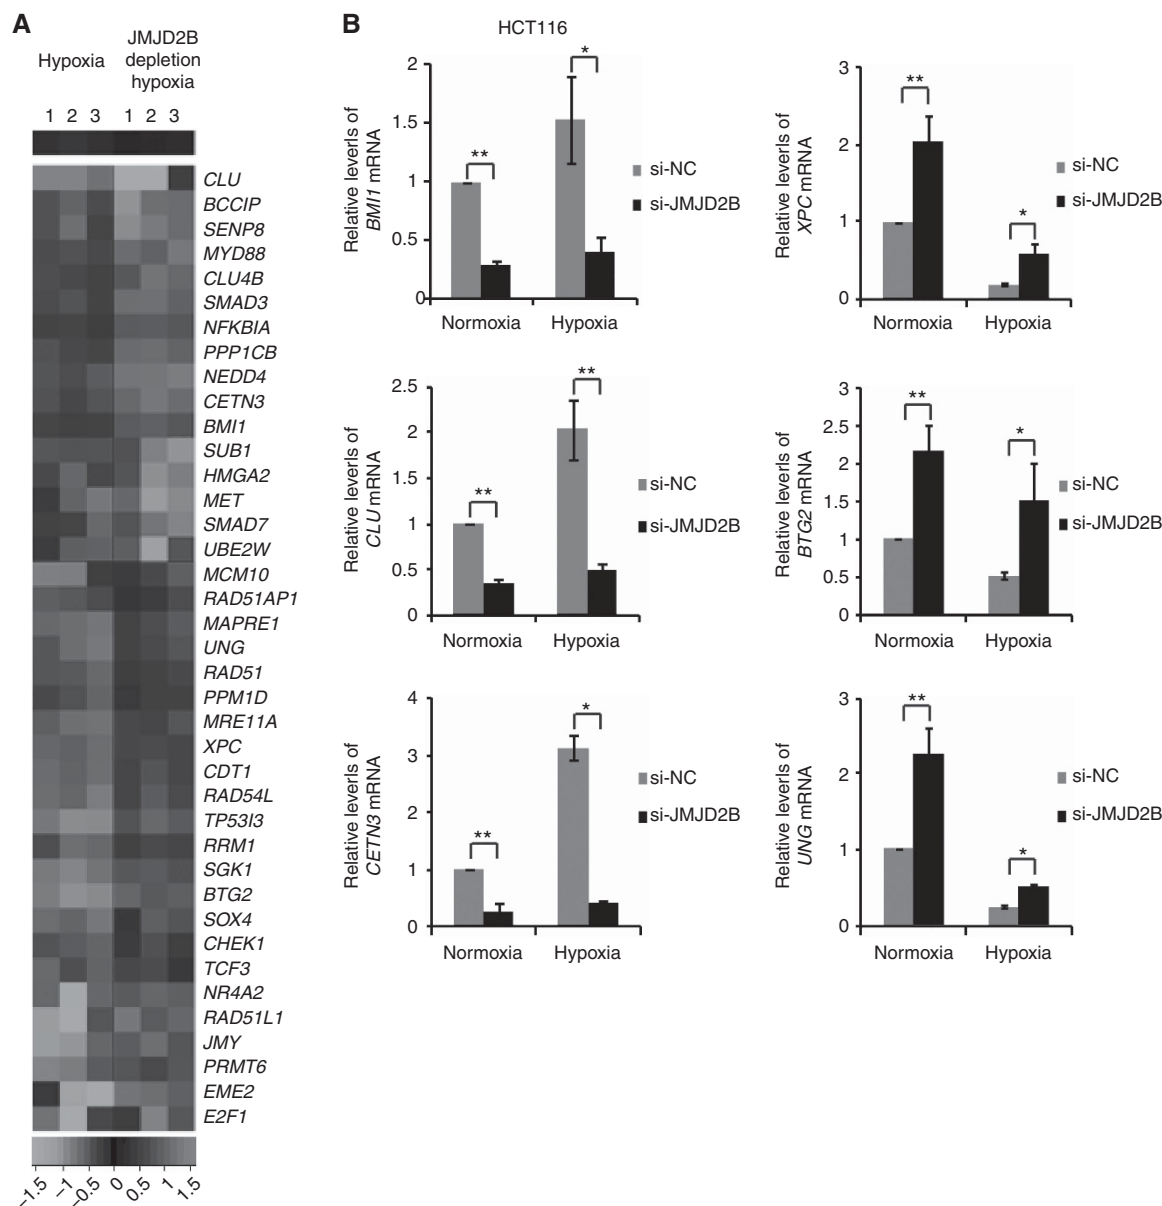 A
Hypoxia
JMJD2B
depletion
hypoxia
1 2 3 1 2 3
CLU
BCCIP
SENP8
MYD88
CLU4B
SMAD3
NFKBIA
PPP1CB
NEDD4
CETN3
BMI1
SUB1
HMGA2
MET
SMAD7
UBE2W
MCM10
RAD51AP1
MAPRE1
UNG
RAD51
PPM1D
MRE11A
XPC
CDT1
RAD54L
TP53I3
RRM1
SGK1
BTG2
SOX4
CHEK1
TCF3
NR4A2
RAD51L1
JMY
PRMT6
EME2
E2F1
−1.5 −1 −0.5 0 0.5 1 1.5
B
HCT116
Relative leverls of
BMI1 mRNA
2
1.5
1
0.5
0
**
*
Normoxia Hypoxia
si-NC
si-JMJD2B
Relative leverls of
XPC mRNA
3
2
1
0
**
*
Normoxia Hypoxia
si-NC
si-JMJD2B
Relative leverls of
CLU mRNA
2.5
2
1.5
1
0.5
0
**
**
Normoxia Hypoxia
si-NC
si-JMJD2B
Relative levels of
BTG2 mRNA
3
2.5
2
1.5
1
0.5
0
**
*
Normoxia Hypoxia
si-NC
si-JMJD2B
Relative leverls of
CETN3 mRNA
4
3
2
1
0
**
*
Normoxia Hypoxia
si-NC
si-JMJD2B
Relative levels of
UNG mRNA
3
2
1
0
**
*
Normoxia Hypoxia
si-NC
si-JMJD2B